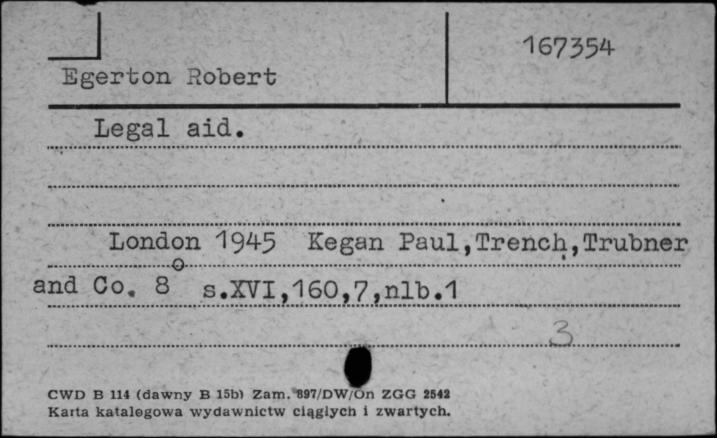 167354
Egerton Robert
Legal aid.
London 1945 Kegan Paul,Trench,Trubner
and Co. 8° s.XVI,160,7,nlb.1
3
CWD B 114 (dawny B 15b) Zam. 897/DW/On ZGG 2542
Karta katalogowa wydawnictw ciągłych i zwartych.